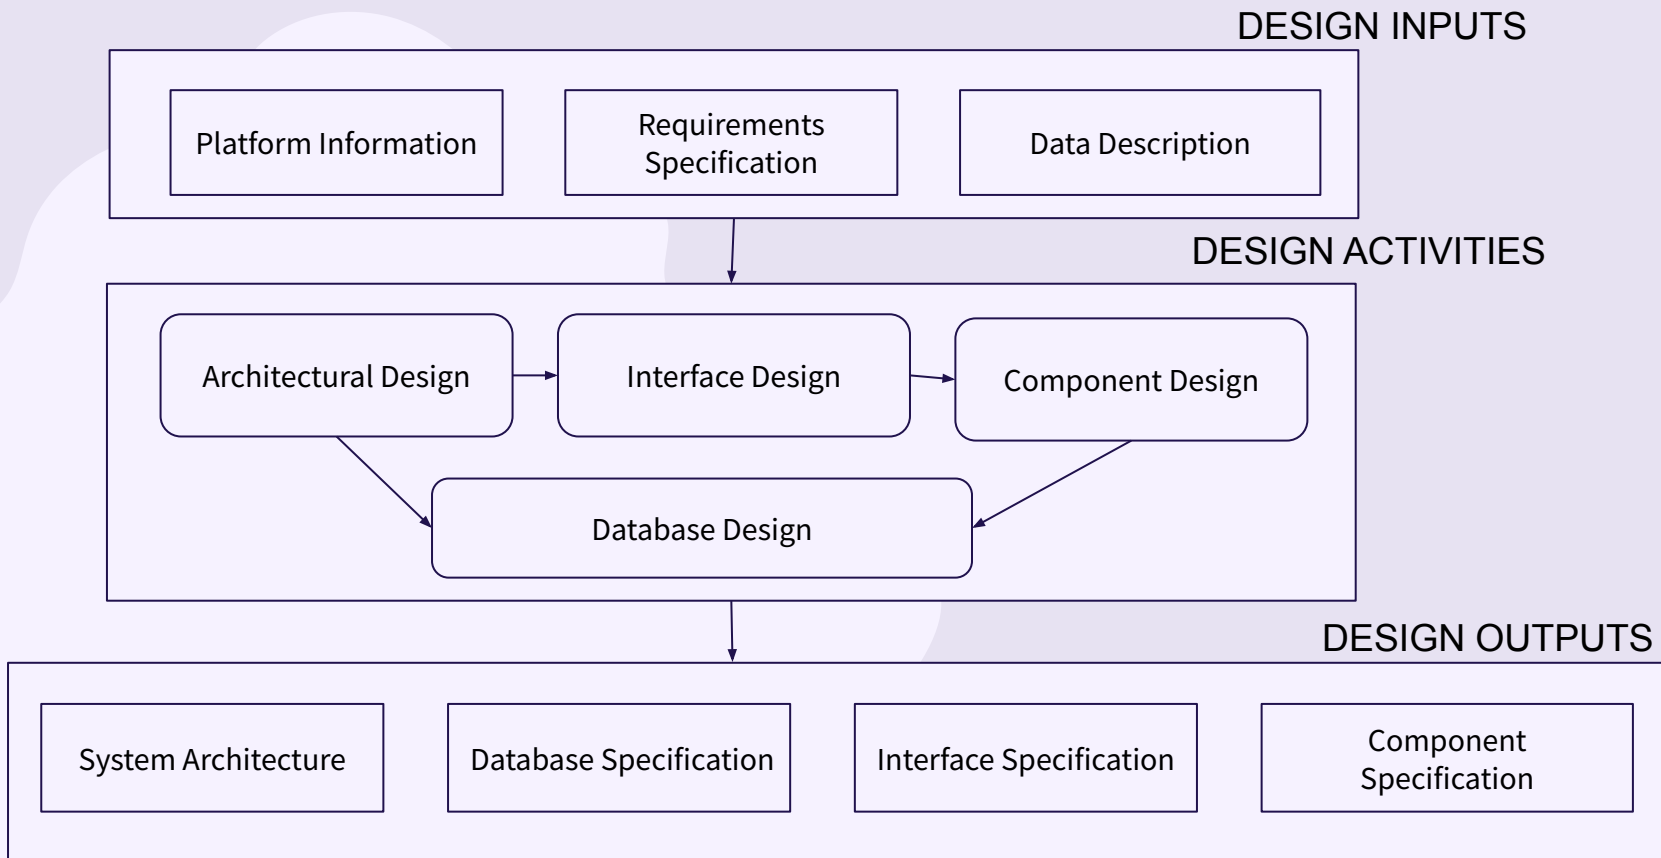 DESIGN INPUTS
Platform Information
Requirements
Specification
Data Description
DESIGN ACTIVITIES
Architectural Design
Interface Design
Component Design
Database Design
DESIGN OUTPUTS
System Architecture
Database Specification
Interface Specification
Component
Specification